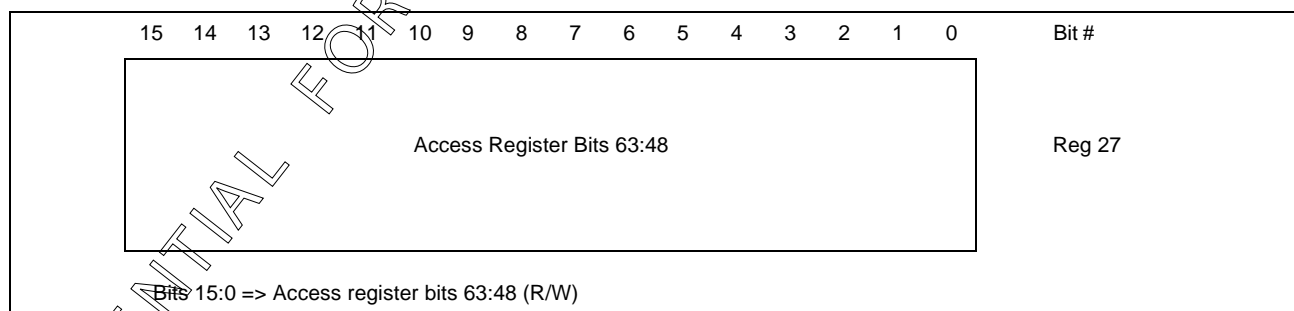 15 14 13 12 11 10 9 8 7 6 5 4 3 2 1 0 Bit #
Access Register Bits 63:48 Reg 27
Bits 15:0 => Access register bits 63:48 (R/W)